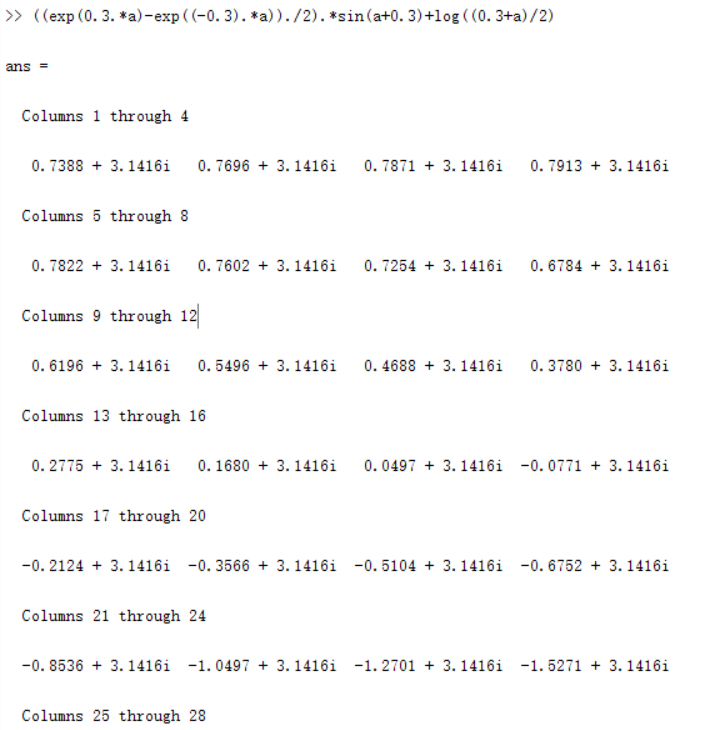 >> ((exp(0.3.*a)-exp((-0.3).*a))./2).*sin(a+0.3)+log((0.3+a)/2)
ans =
Columns 1 through 4
0.7388 + 3.1416i 0.7696 + 3.1416i 0.7871 + 3.1416i 0.7913 + 3.1416i
Columns 5 through 8
0.7822 + 3.1416i 0.7602 + 3.1416i 0.7254 + 3.1416i 0.6784 + 3.1416i
Columns 9 through 12
0.6196 + 3.1416i 0.5496 + 3.1416i 0.4688 + 3.1416i 0.3780 + 3.1416i
Columns 13 through 16
0.2775 + 3.1416i 0.1680 + 3.1416i 0.0497 + 3.1416i -0.0771 + 3.1416i
Columns 17 through 20
-0.2124 + 3.1416i -0.3566 + 3.1416i -0.5104 + 3.1416i -0.6752 + 3.1416i
Columns 21 through 24
-0.8536 + 3.1416i -1.0497 + 3.1416i -1.2701 + 3.1416i -1.5271 + 3.1416i
Columns 25 through 28